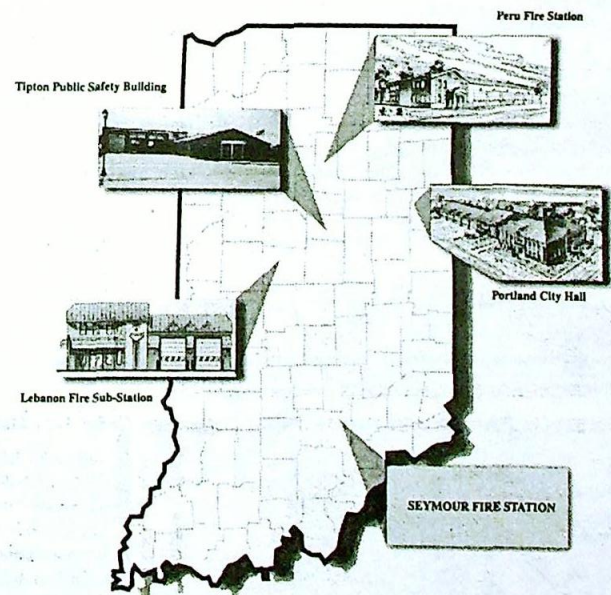 Peru Fire Station
Tipton Public Safety Building
Portland City Hall
Lebanon Fire Sub-Station
SEYMOUR FIRE STATION